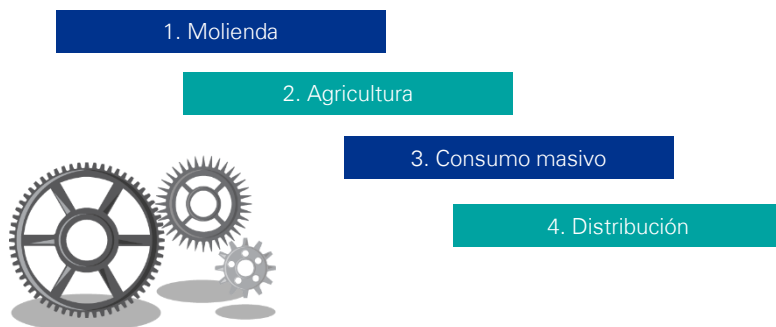 1. Molienda
2. Agricultura
3. Consumo masivo
4. Distribución